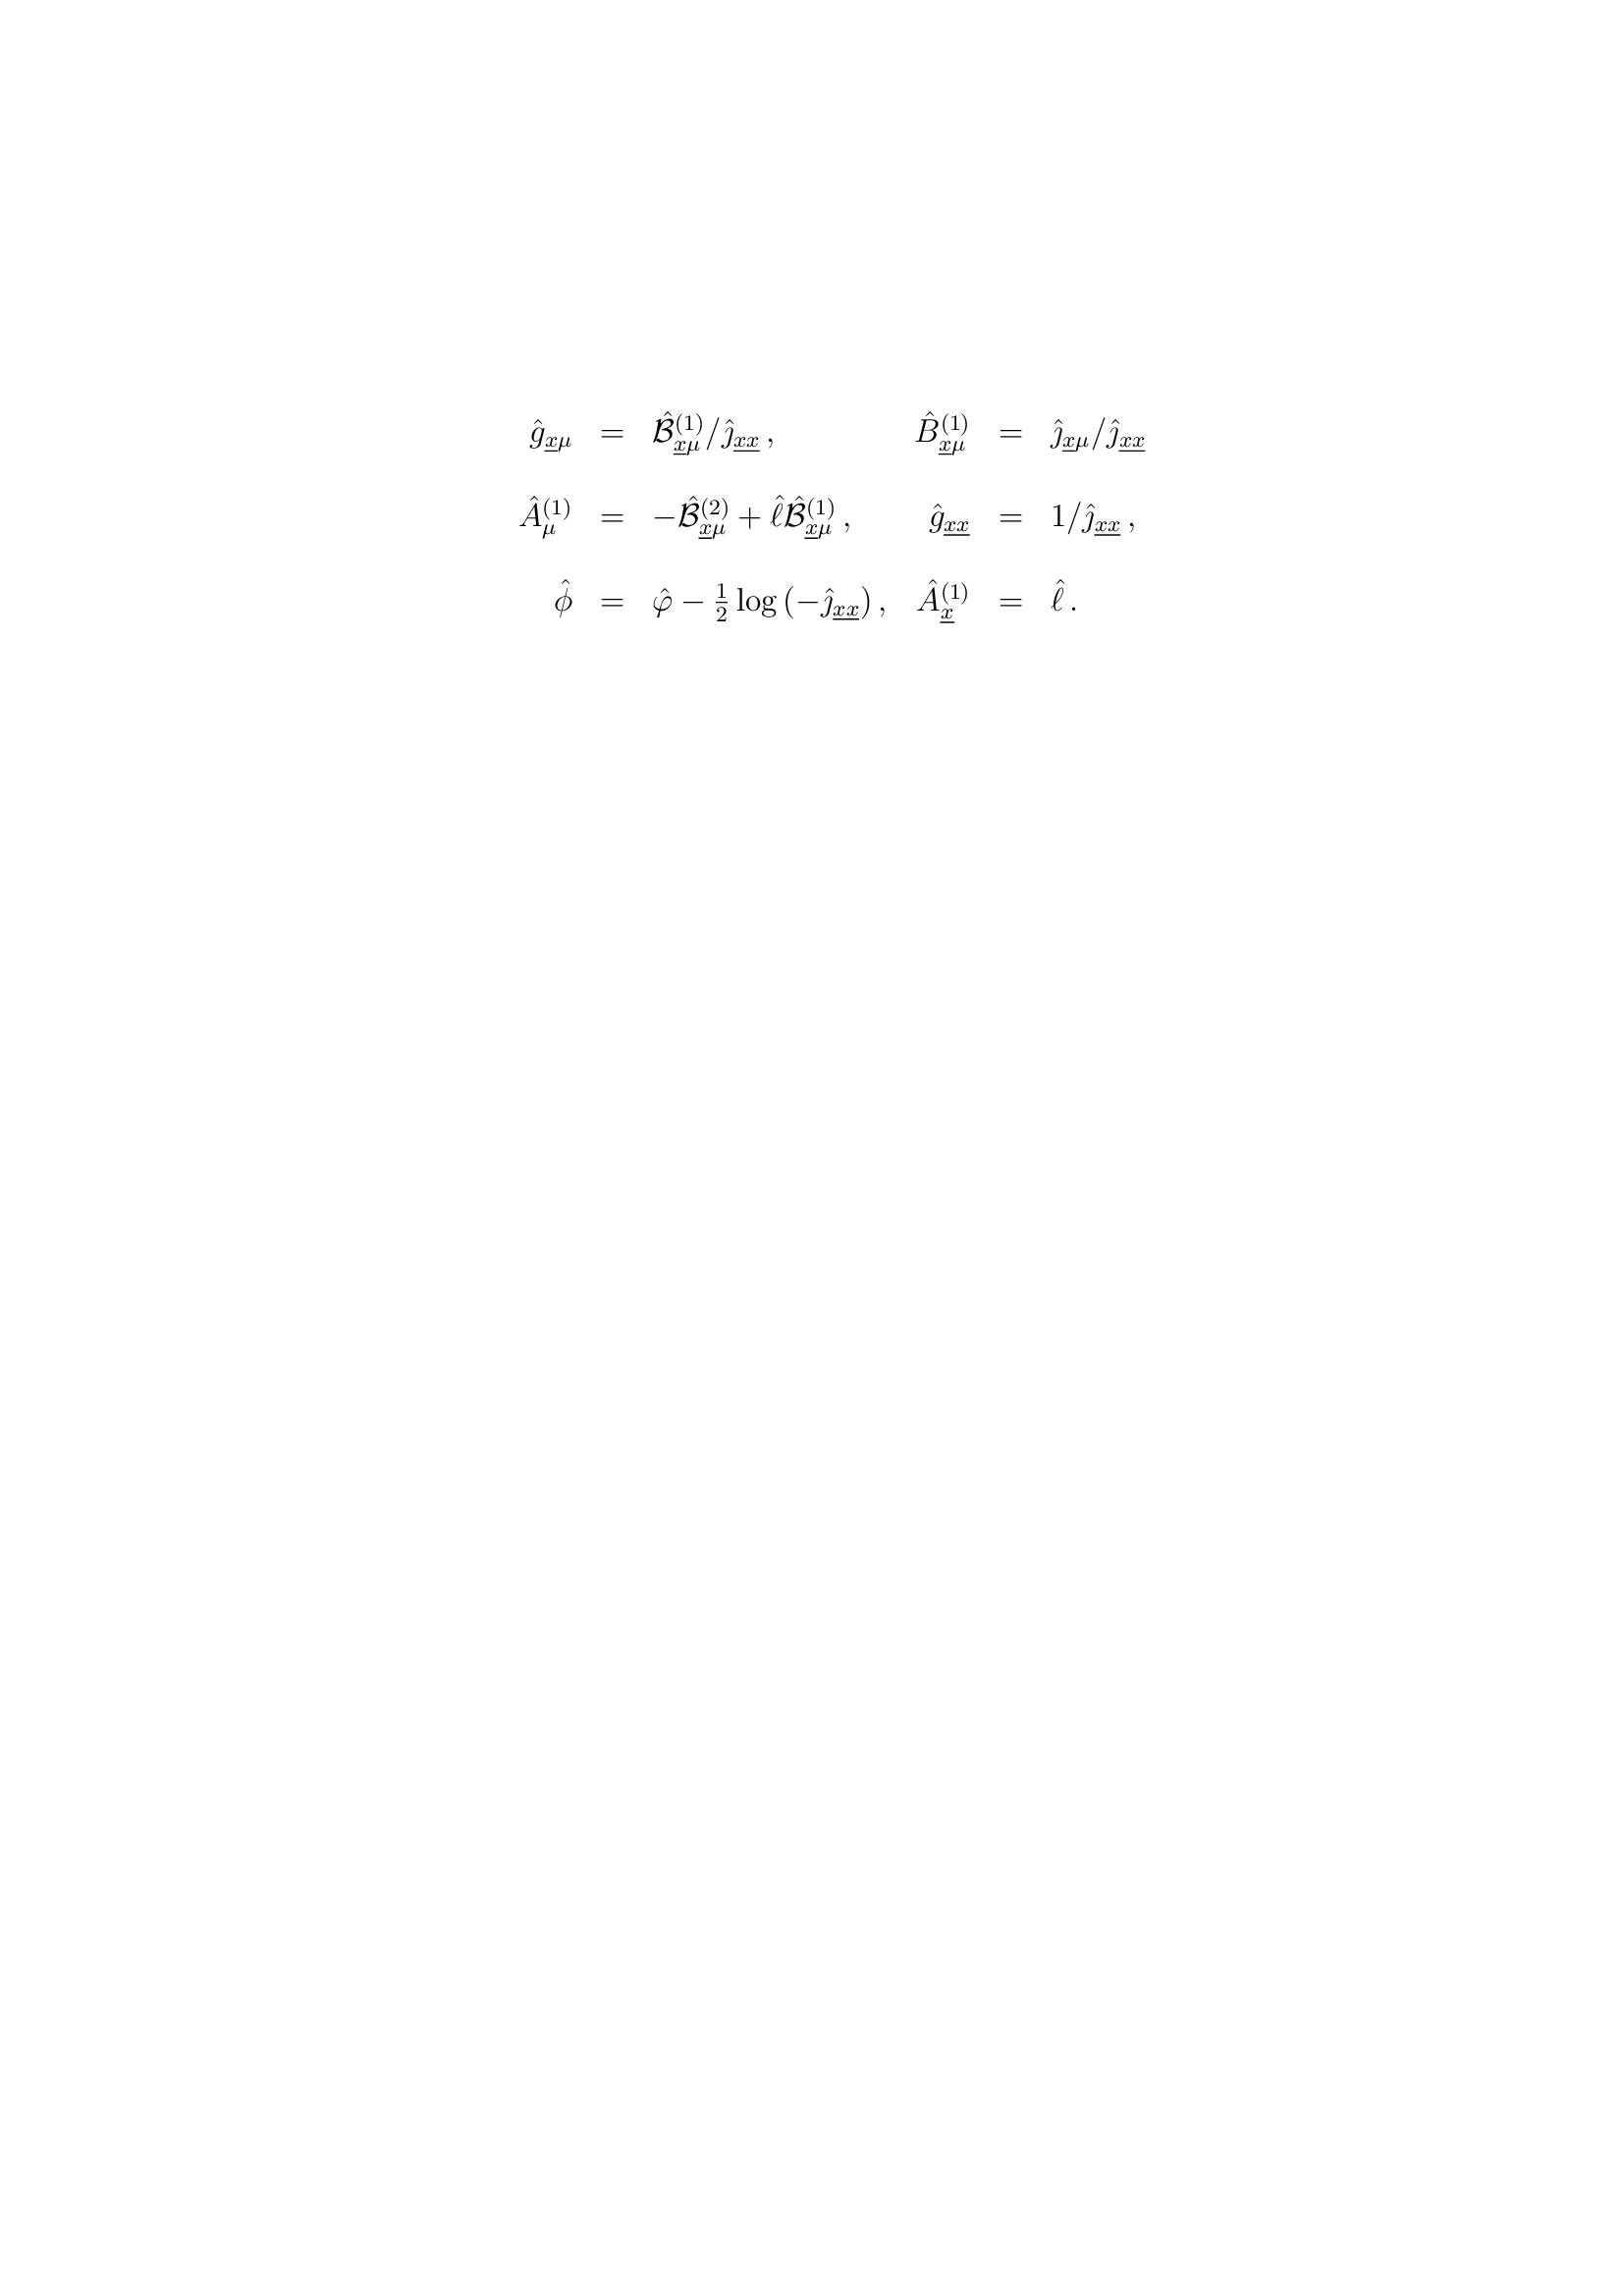 $\hat{g}_{\underline{x}\mu} = \hat{\mathcal{B}}^{(1)}_{\underline{x}\mu}/\hat{\jmath}_{\underline{xx}}\,, \quad \hat{B}^{(1)}_{\underline{x}\mu} = \hat{\jmath}_{\underline{x}\mu}/\hat{\jmath}_{\underline{xx}}$
$\hat{A}^{(1)}_{\mu} = -\hat{\mathcal{B}}^{(2)}_{\underline{x}\mu} + \hat{\ell}\hat{\mathcal{B}}^{(1)}_{\underline{x}\mu}\,, \quad \hat{g}_{\underline{xx}} = 1/\hat{\jmath}_{\underline{xx}}\,,$
$\hat{\phi} = \hat{\varphi} - \frac{1}{2}\log\left(-\hat{\jmath}_{\underline{xx}}\right)\,, \quad \hat{A}^{(1)}_{\underline{x}} = \hat{\ell}\,.$